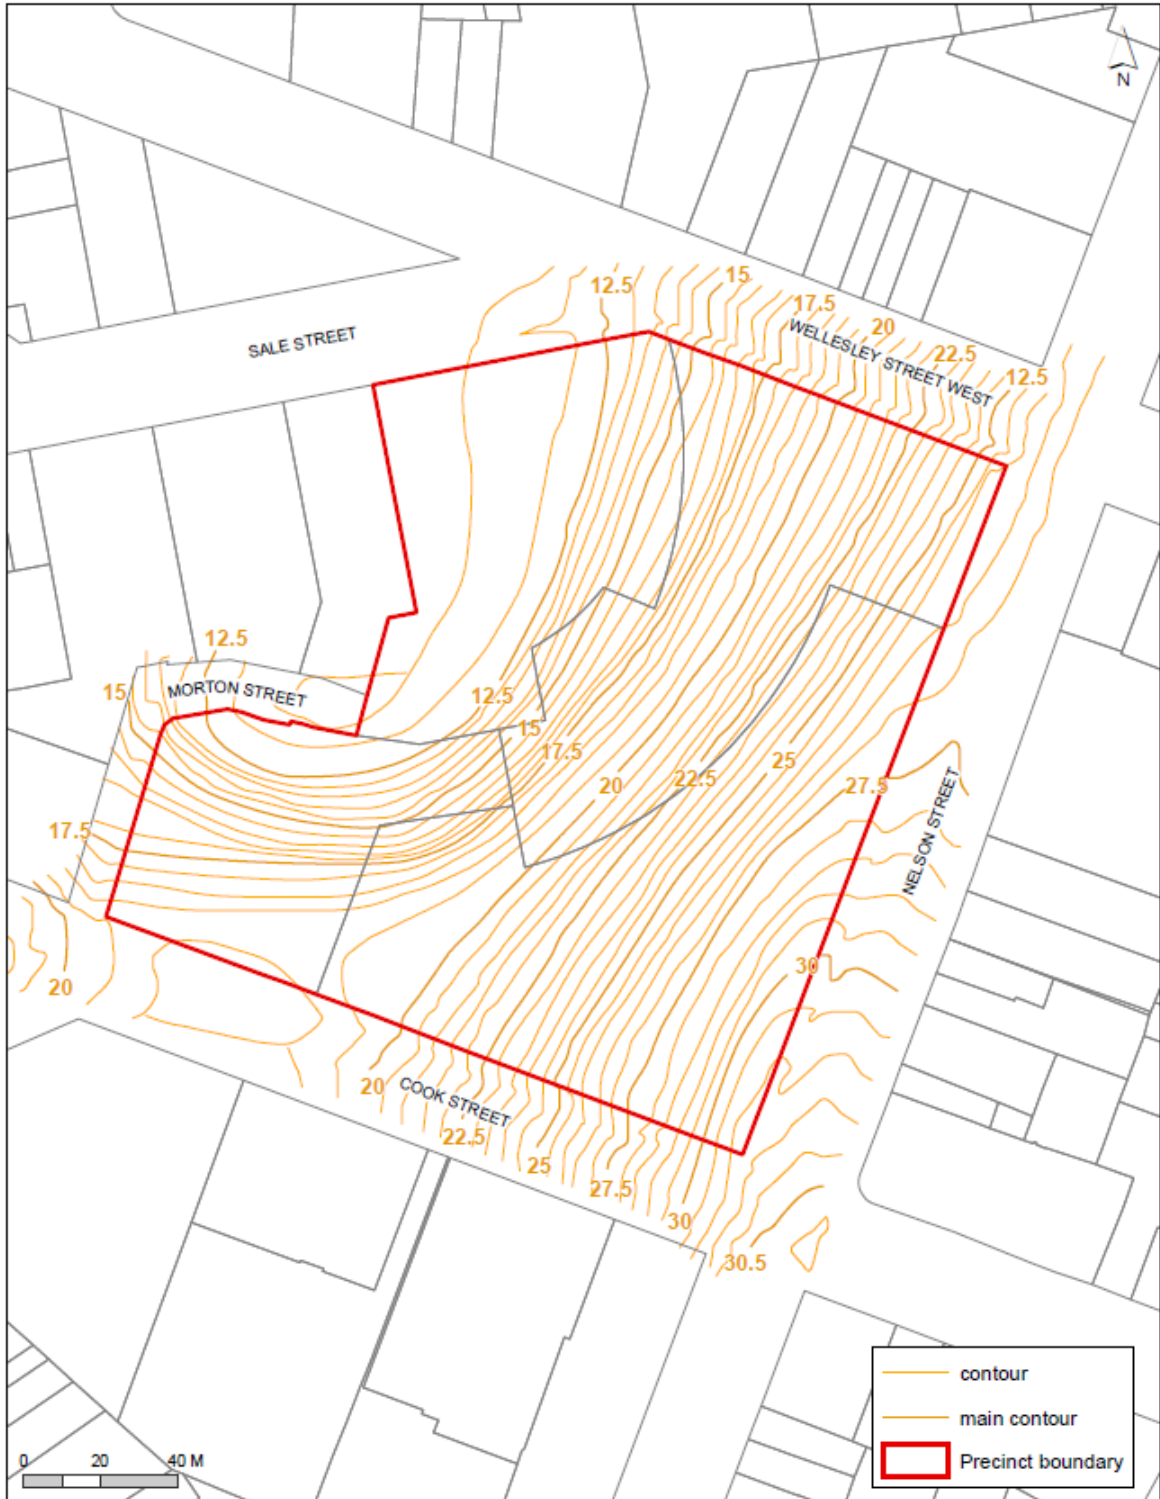 N
12.5
15
17.5
20
22.5
12.5
WELLESLEY STREET WEST
SALE STREET
12.5
15
MORTON STREET
12.5
15
17.5
20
22.5
25
27.5
NELSON STREET
17.5
20
30
20
COOK STREET
22.5
25
27.5
30
30.5
contour
main contour
Precinct boundary
0 20 40 M